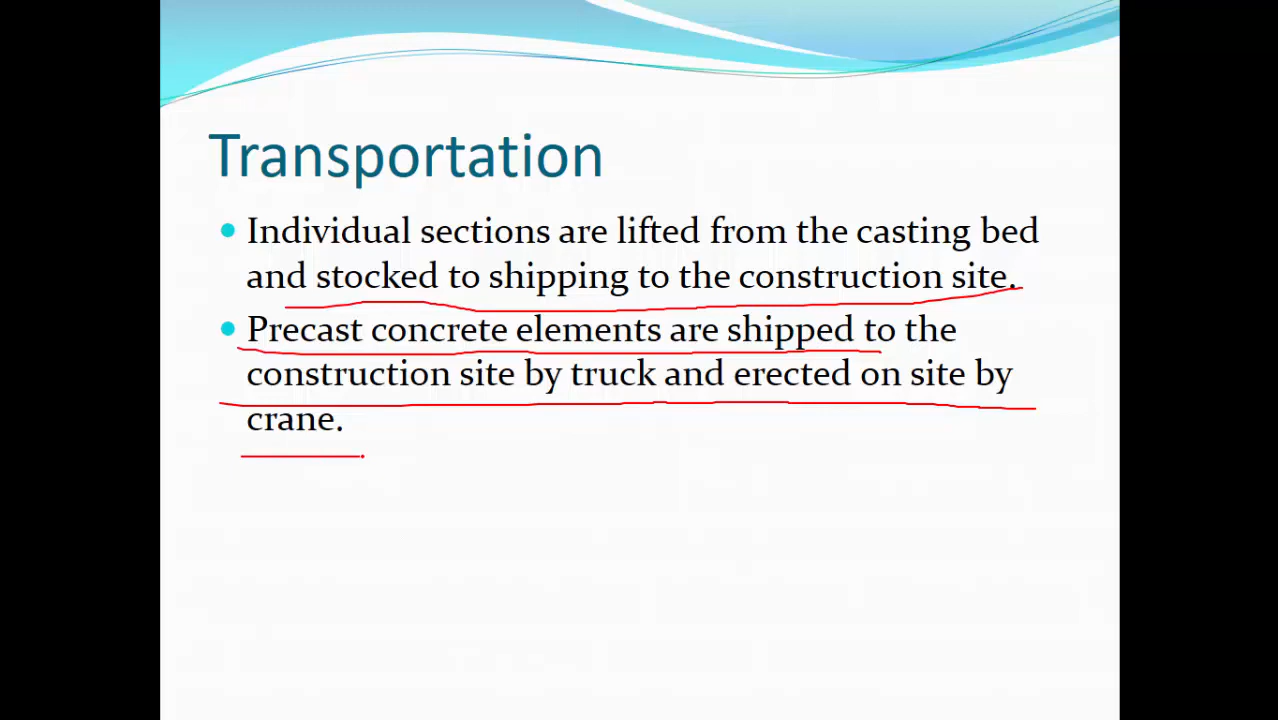 Transportation
Individual sections are lifted from the casting bed
and stocked to shipping to the construction site.
Precast concrete elements are shipped to the
construction site by truck and erected on site by
crane.